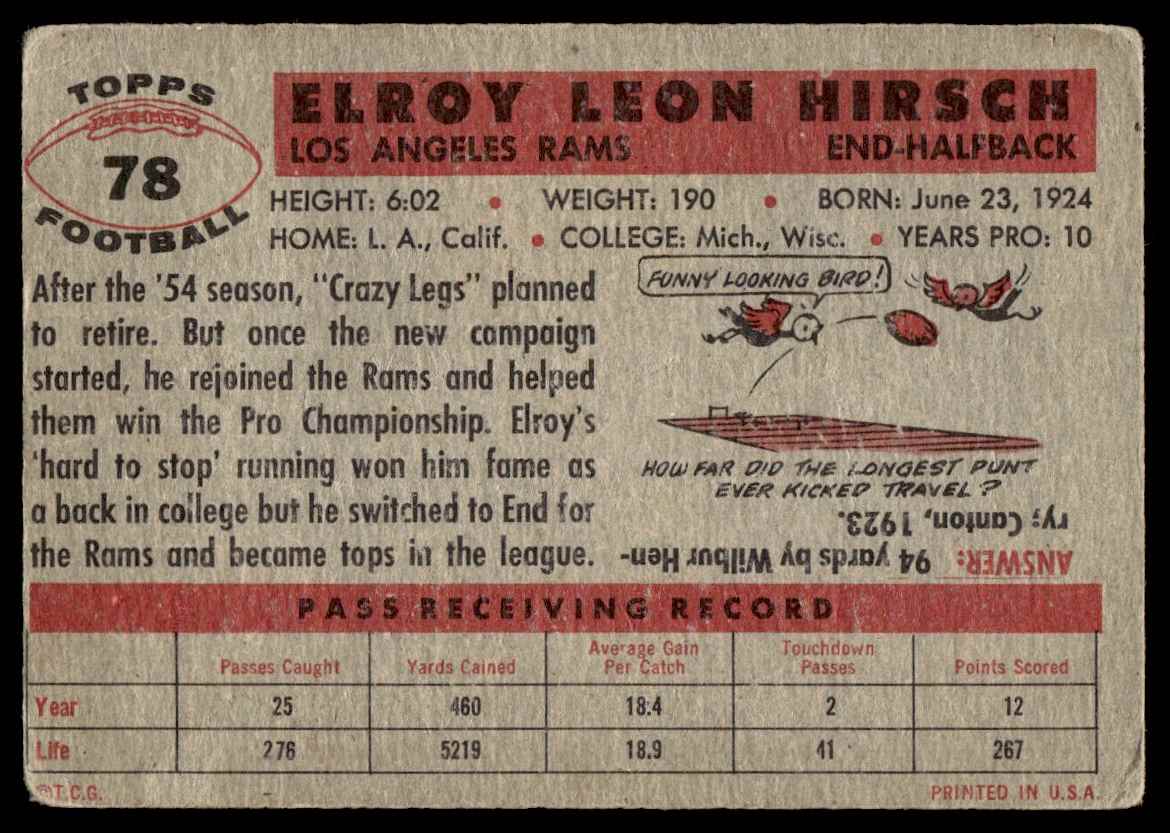 TOPPS
78
FOOTBALL
ELROY LEON HIRSCH
LOS ANGELES RAMS END-HALFBACK
HEIGHT: 6:02 • WEIGHT: 190 • BORN: June 23, 1924
HOME: L. A., Calif. • COLLEGE: Mich., Wisc. • YEARS PRO: 10
After the '54 season, "Crazy Legs" planned
to retire. But once the new campaign
started, he rejoined the Rams and helped
them win the Pro Championship. Elroy's
'hard to stop' running won him fame as
a back in college but he switched to End for
the Rams and became tops in the league.
FUNNY LOOKING BIRD!
HOW FAR DID THE LONGEST PUNT
EVER KICKED TRAVEL?
ANSWER: 94 yards by Wilbur Hen-
ry; Canton, 1923.
PASS RECEIVING RECORD
Passes Caught Yards Gained Average Gain Per Catch Touchdown Passes Points Scored
Year 25 460 18.4 2 12
Life 276 5219 18.9 41 267
©T.C.G. PRINTED IN U.S.A.